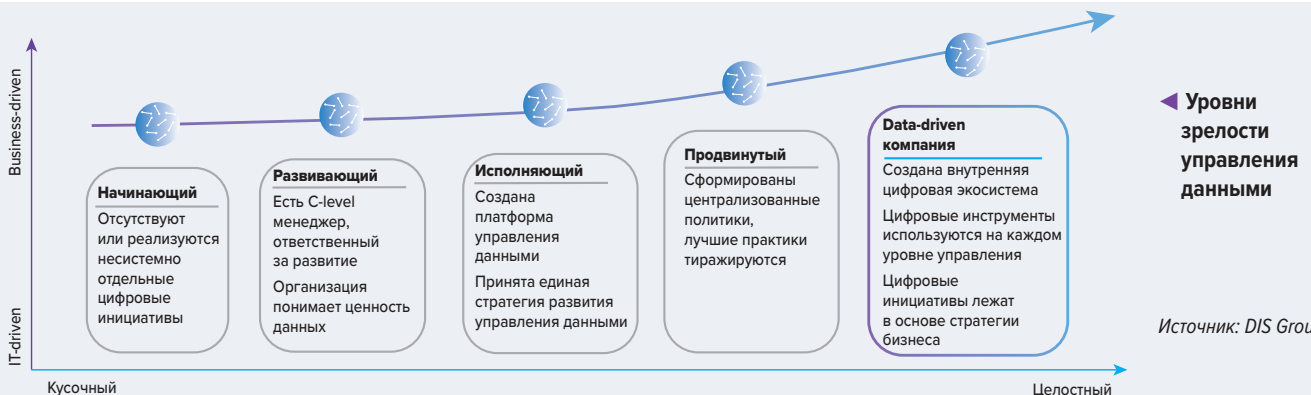 Business-driven
IT-driven
Начинающий
Отсутствуют
или реализуются
несистемно
отдельные
цифровые
инициативы
Развивающий
Есть C-level
менеджер,
ответственный
за развитие
Организация
понимает ценность
данных
Исполняющий
Создана
платформа
управления
данными
Принята единая
стратегия развития
управления данными
Продвинутый
Сформированы
централизованные
политики,
лучшие практики
тиражируются
Data-driven
компания
Создана внутренняя
цифровая экосистема
Цифровые инструменты
используются на каждом
уровне управления
Цифровые
инициативы лежат
в основе стратегии
бизнеса
Уровни
зрелости
управления
данными
Источник: DIS Grou
Кусочный
Целостный